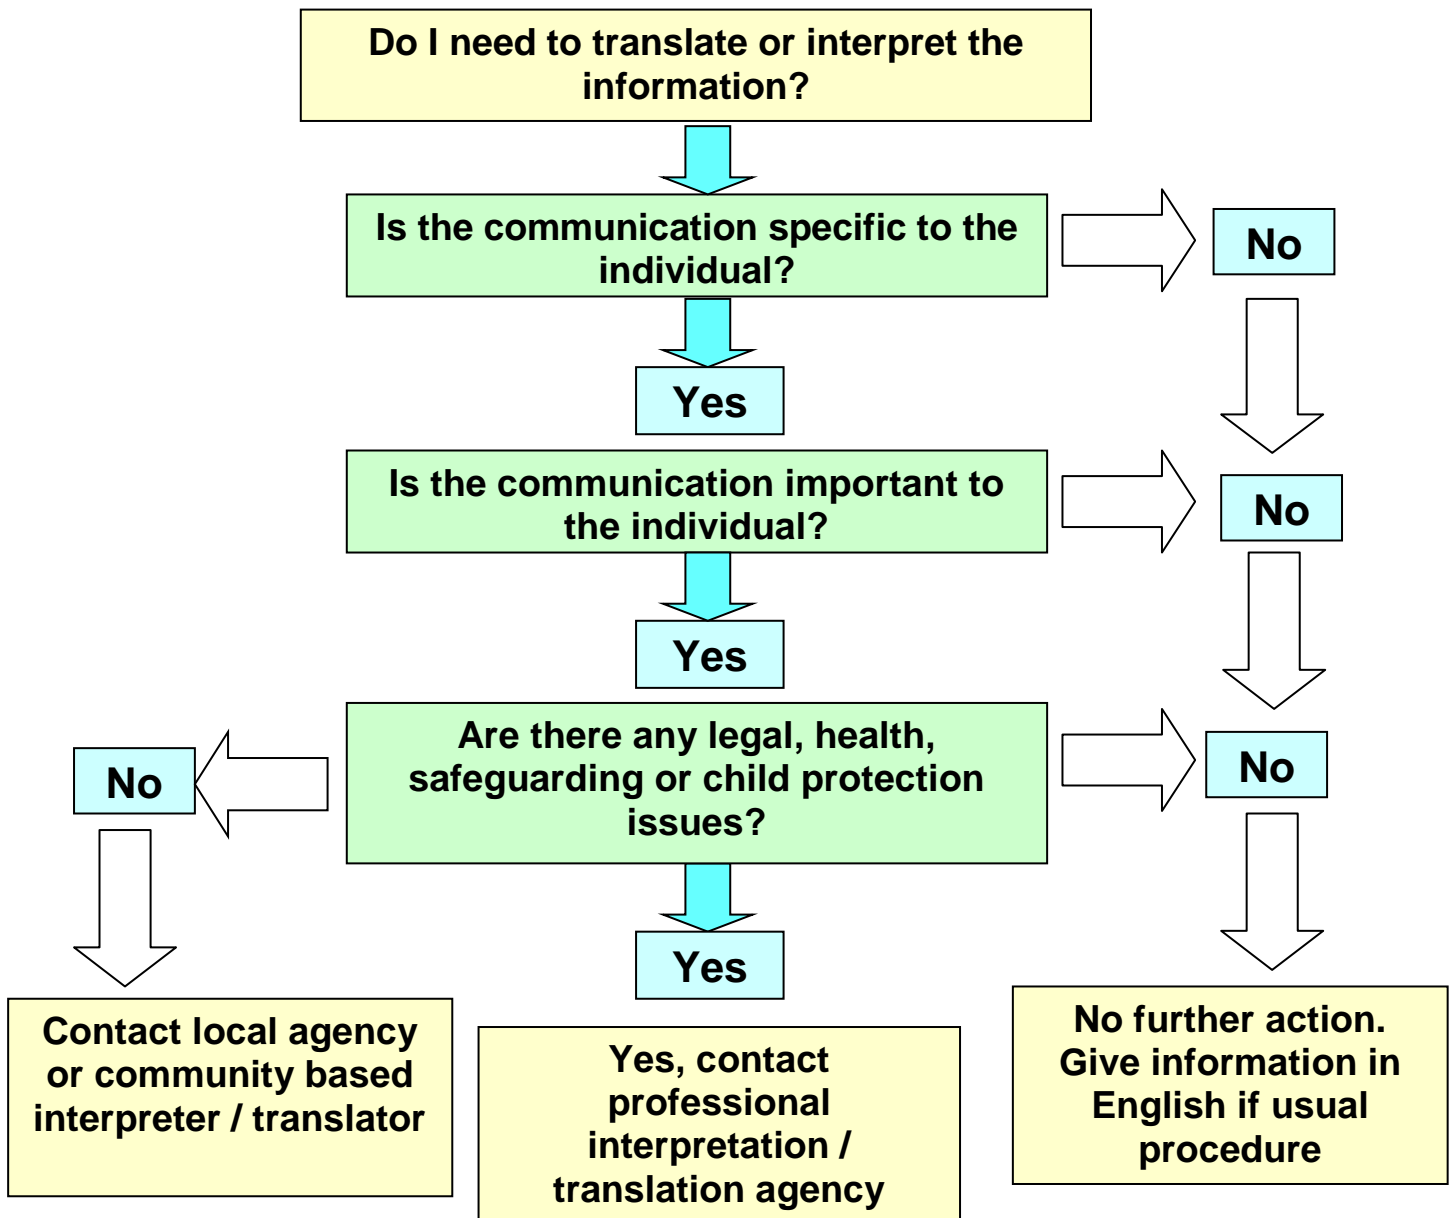 Do I need to translate or interpret the
information?
Is the communication specific to the
individual?
No
Yes
Is the communication important to
the individual?
No
Yes
Are there any legal, health,
safeguarding or child protection
issues?
No
No
Yes
Contact local agency
or community based
interpreter / translator
Yes, contact
professional
interpretation /
translation agency
No further action.
Give information in
English if usual
procedure